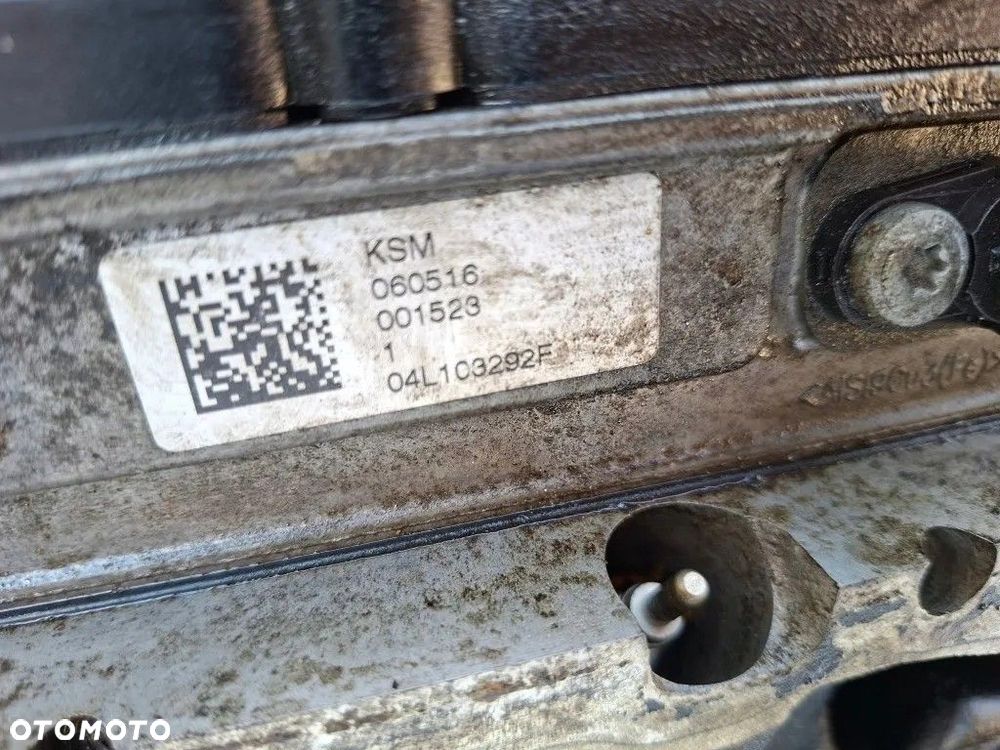 KSM
060516
001523
1
04L103292F
OTOMOTO